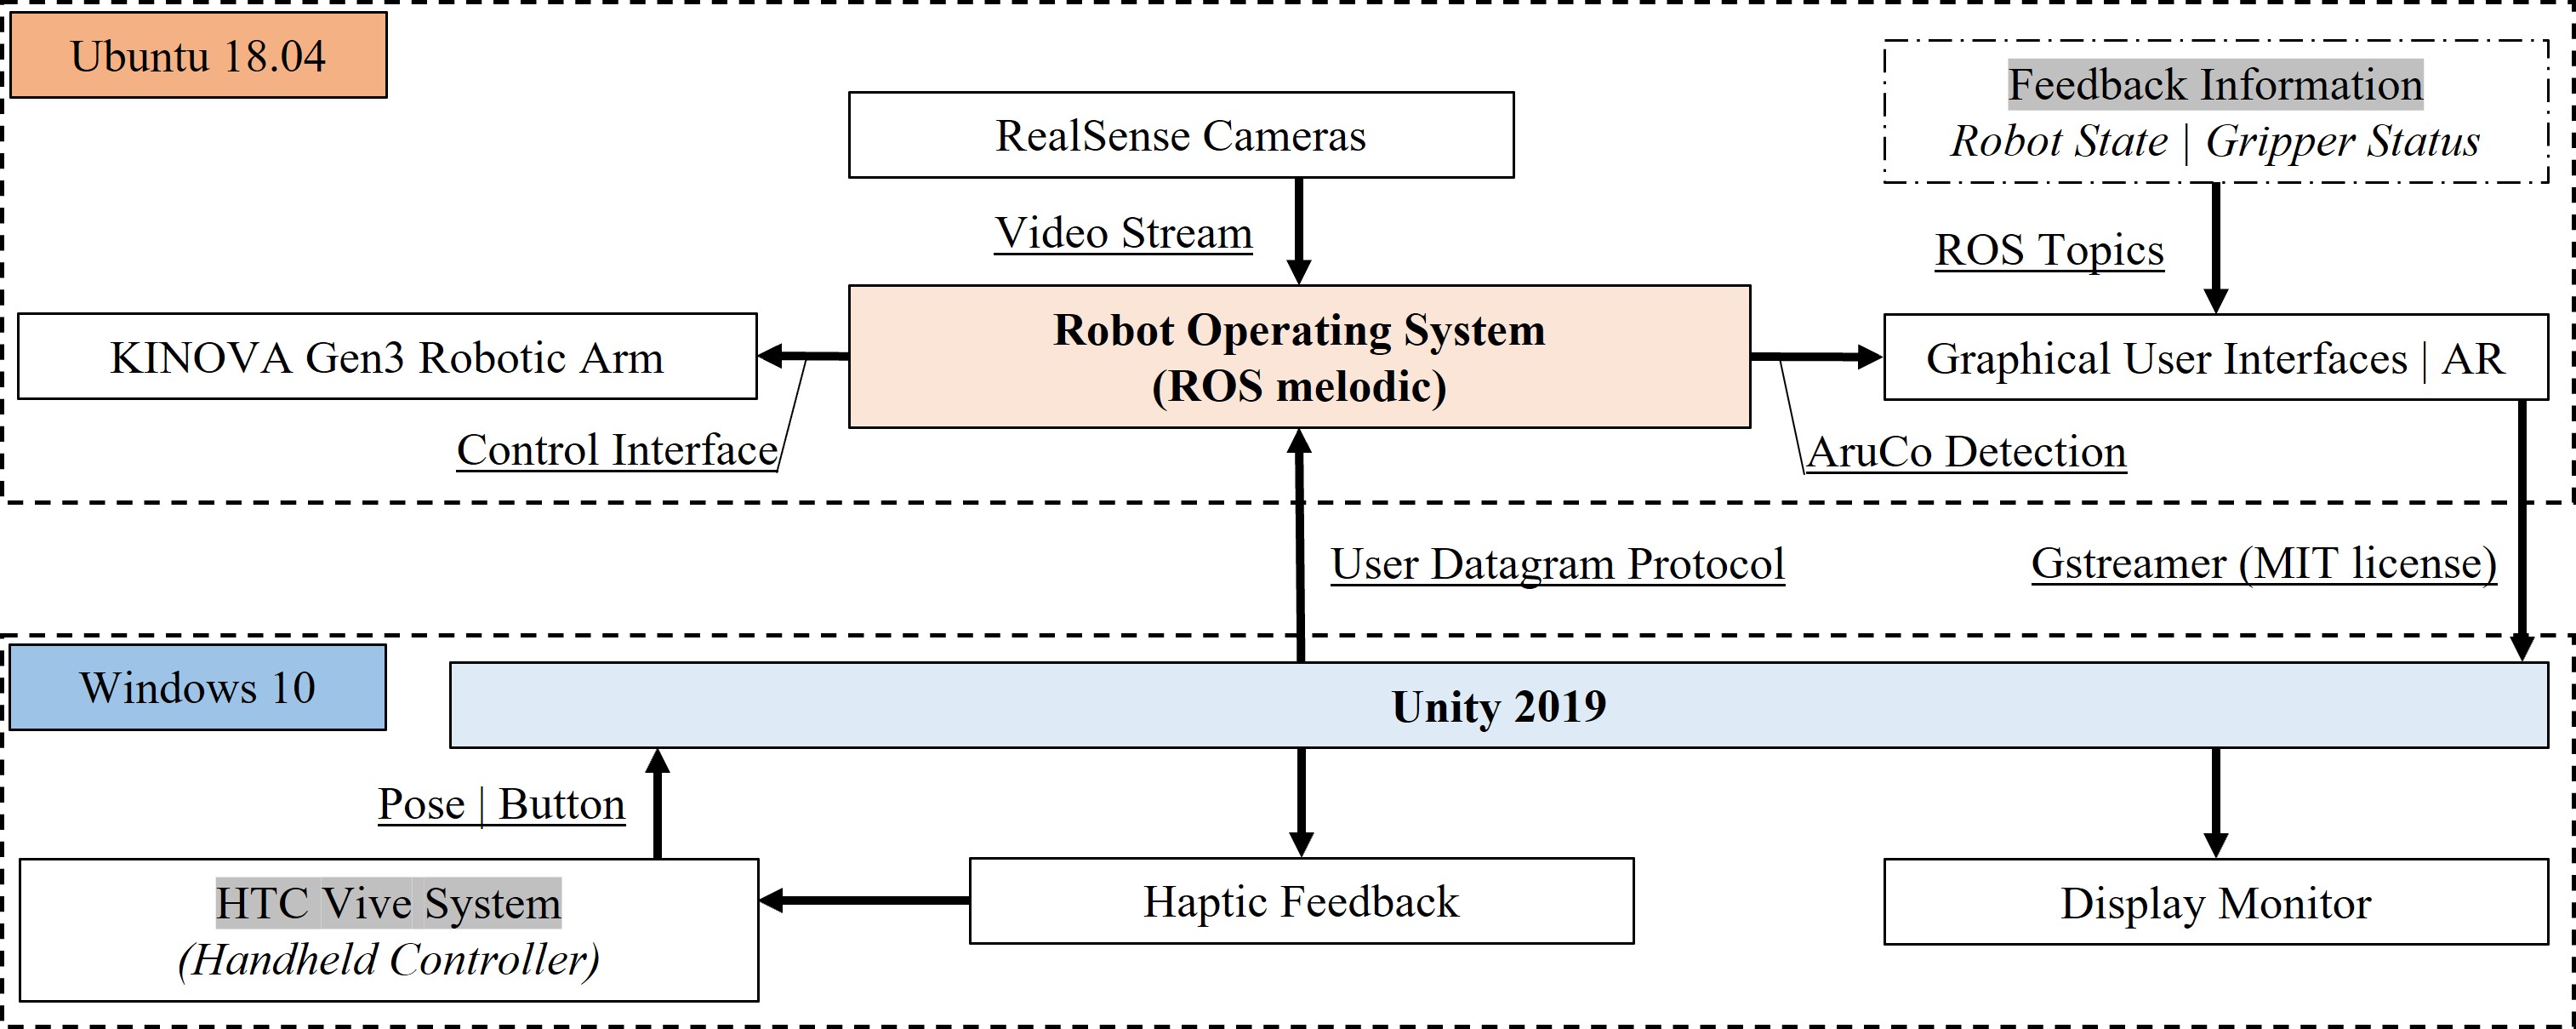 Ubuntu 18.04
RealSense Cameras
Feedback Information
Robot State | Gripper Status
Video Stream
ROS Topics
KINOVA Gen3 Robotic Arm
Robot Operating System
(ROS melodic)
Graphical User Interfaces | AR
Control Interface
AruCo Detection
User Datagram Protocol
Gstreamer (MIT license)
Windows 10
Unity 2019
Pose | Button
HTC Vive System
(Handheld Controller)
Haptic Feedback
Display Monitor